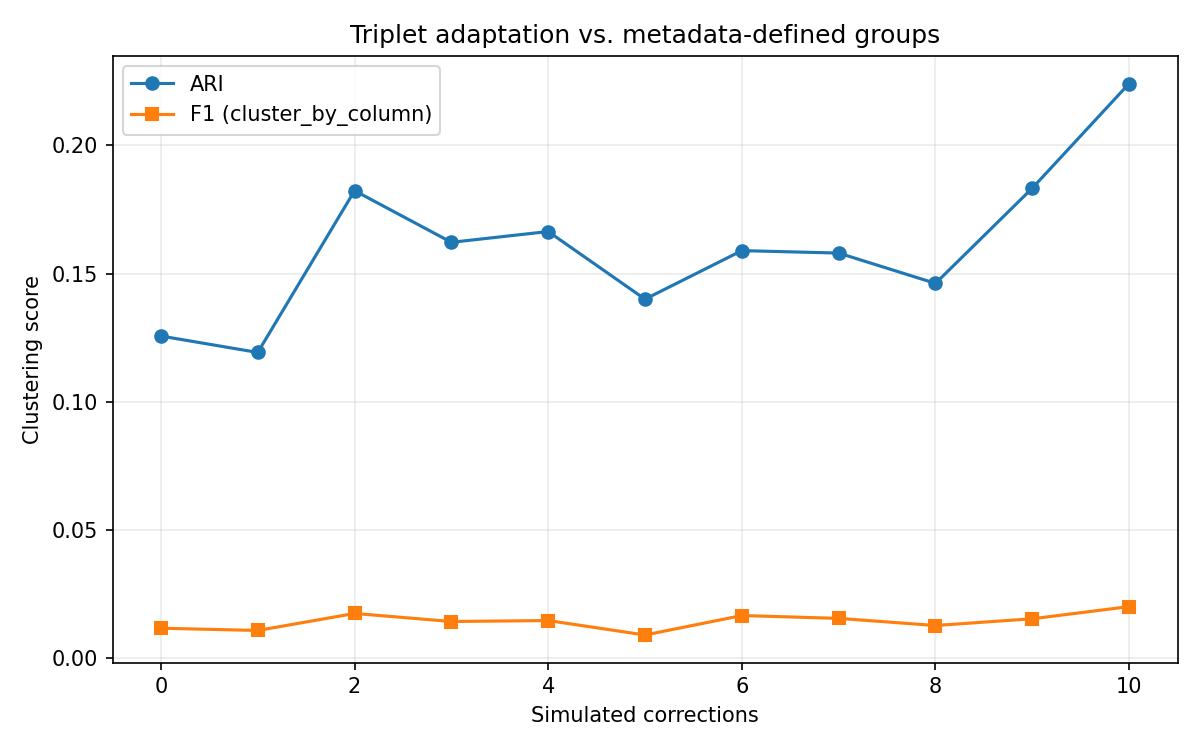 Triplet adaptation vs. metadata-defined groups
ARI
F1 (cluster_by_column)
Clustering score
0.20
0.15
0.10
0.05
0.00
0 2 4 6 8 10
Simulated corrections